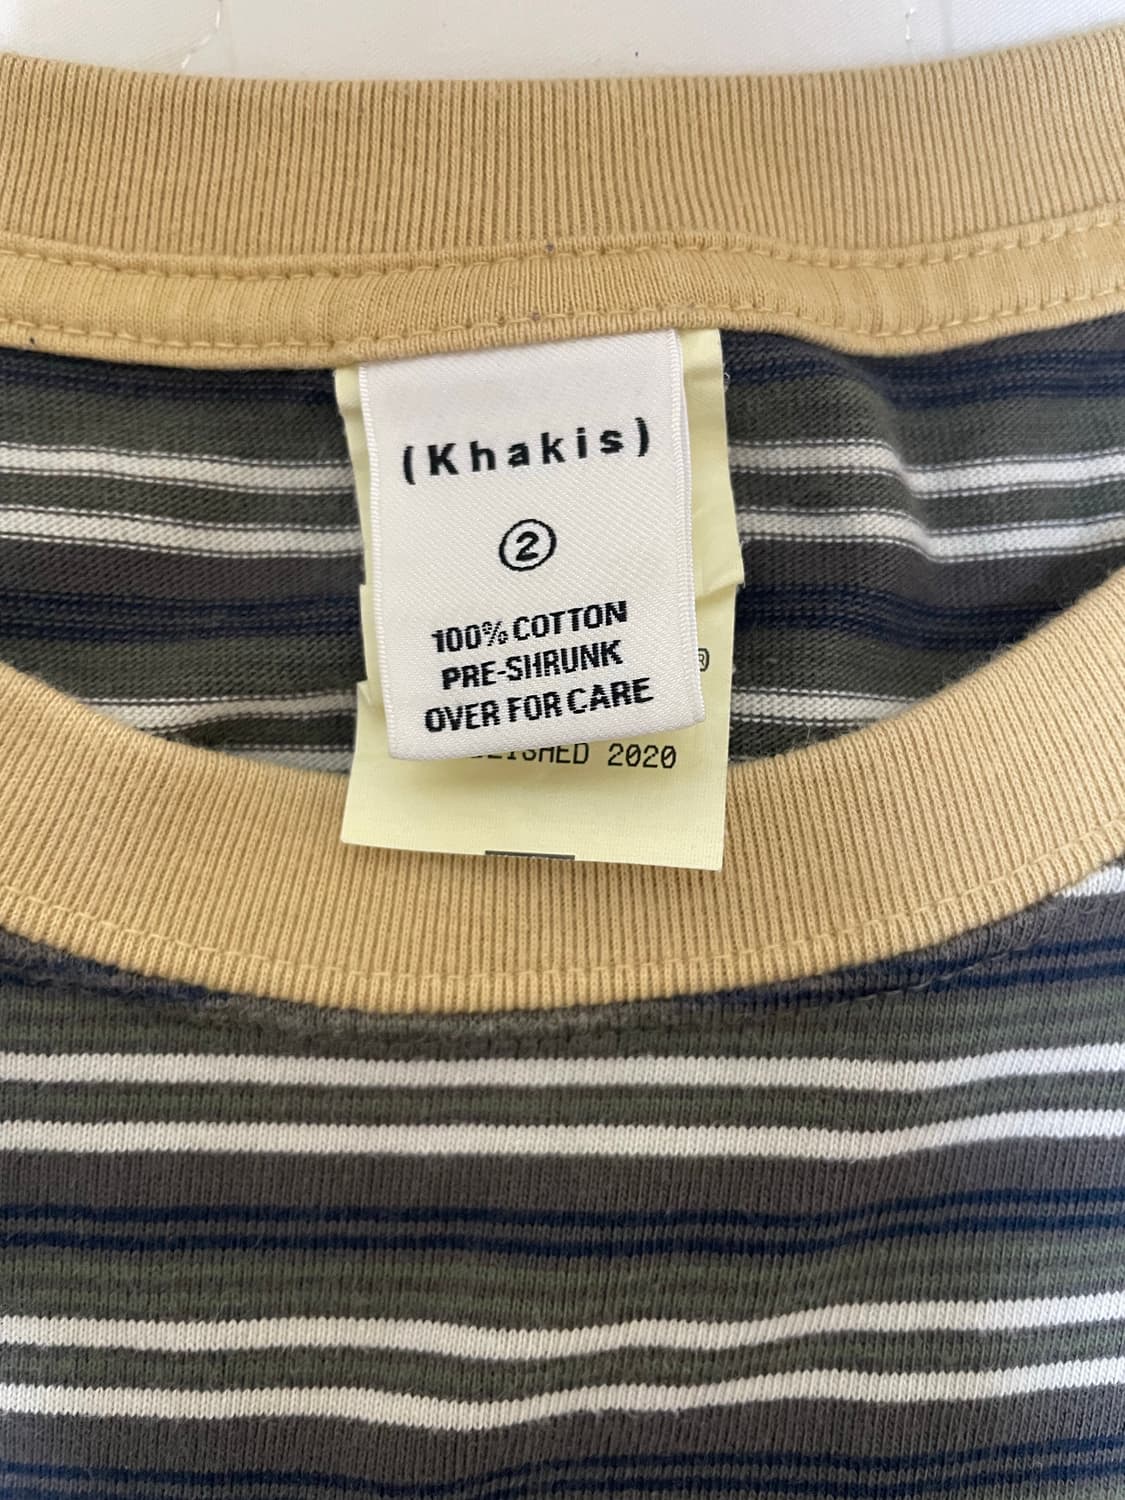 (Khakis)
2
100% COTTON
PRE-SHRUNK
OVER FOR CARE
®
2020